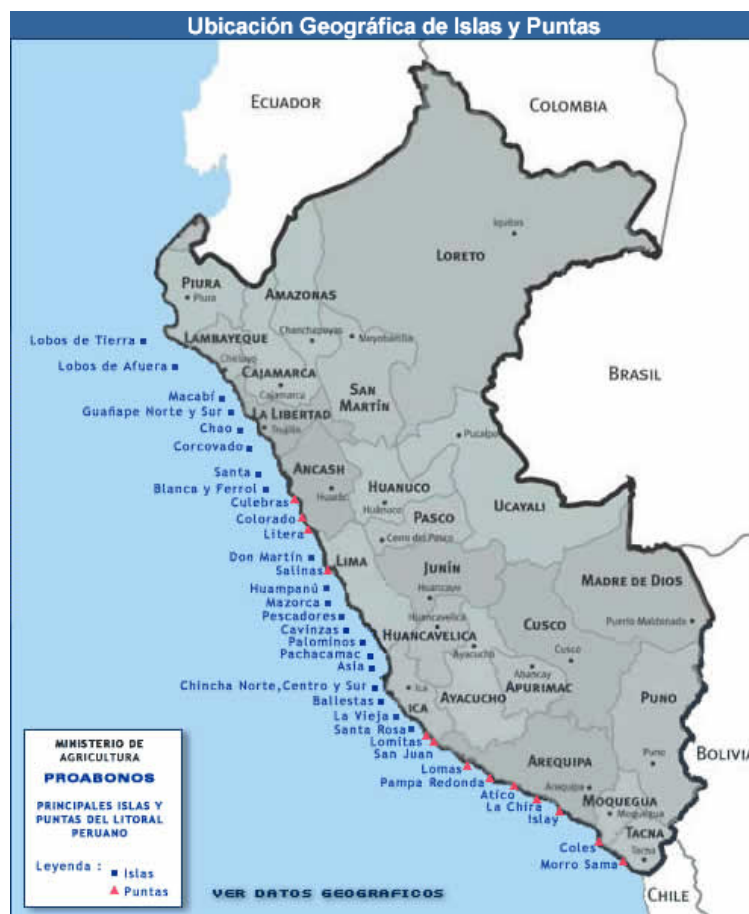 Ubicación Geográfica de Islas y Puntas
ECUADOR
COLOMBIA
Iquitos
LORETO
PIURA
Piura
AMAZONAS
LAMBAYEQUE
Chachapoyas
Moyobamba
Lobos de Tierra
Chiclayo
CAJAMARCA
Lobos de Afuera
BRASIL
Cajamarca
SAN
MARTÍN
Macabí
Guañape Norte y Sur
LA LIBERTAD
Chao
Trujillo
Pucallpa
Corcovado
ANCASH
Santa
HUANUCO
Blanca y Ferrol
Huaráz
Culebras
Huánuco
UCAYALI
Colorado
PASCO
Litera
Cerro del Pasco
Don Martín
LIMA
JUNÍN
Salinas
MADRE DE DIOS
Huampanú
Huancayo
Mazorca
Pescadores
Huancavelica
CUSCO
Puerto Maldonado
Cavinzas
HUANCAVELICA
Palominos
Ayacucho
Cusco
Pachacamac
Abancay
Asia
APURIMAC
Chincha Norte,Centro y Sur
Ica
AYACUCHO
PUNO
Ballestas
ICA
La Vieja
Santa Rosa
Lomitas
San Juan
AREQUIPA
Puno
BOLIVIA
Lomas
Pampa Redonda
Arequipa
Atico
MOQUEGUA
La Chira
Moquegua
Islay
TACNA
Coles
Tacna
Morro Sama
CHILE
MINISTERIO DE
AGRICULTURA
PROABONOS
PRINCIPALES ISLAS Y
PUNTAS DEL LITORAL
PERUANO
Leyenda : Islas
Puntas
VER DATOS GEOGRAFICOS